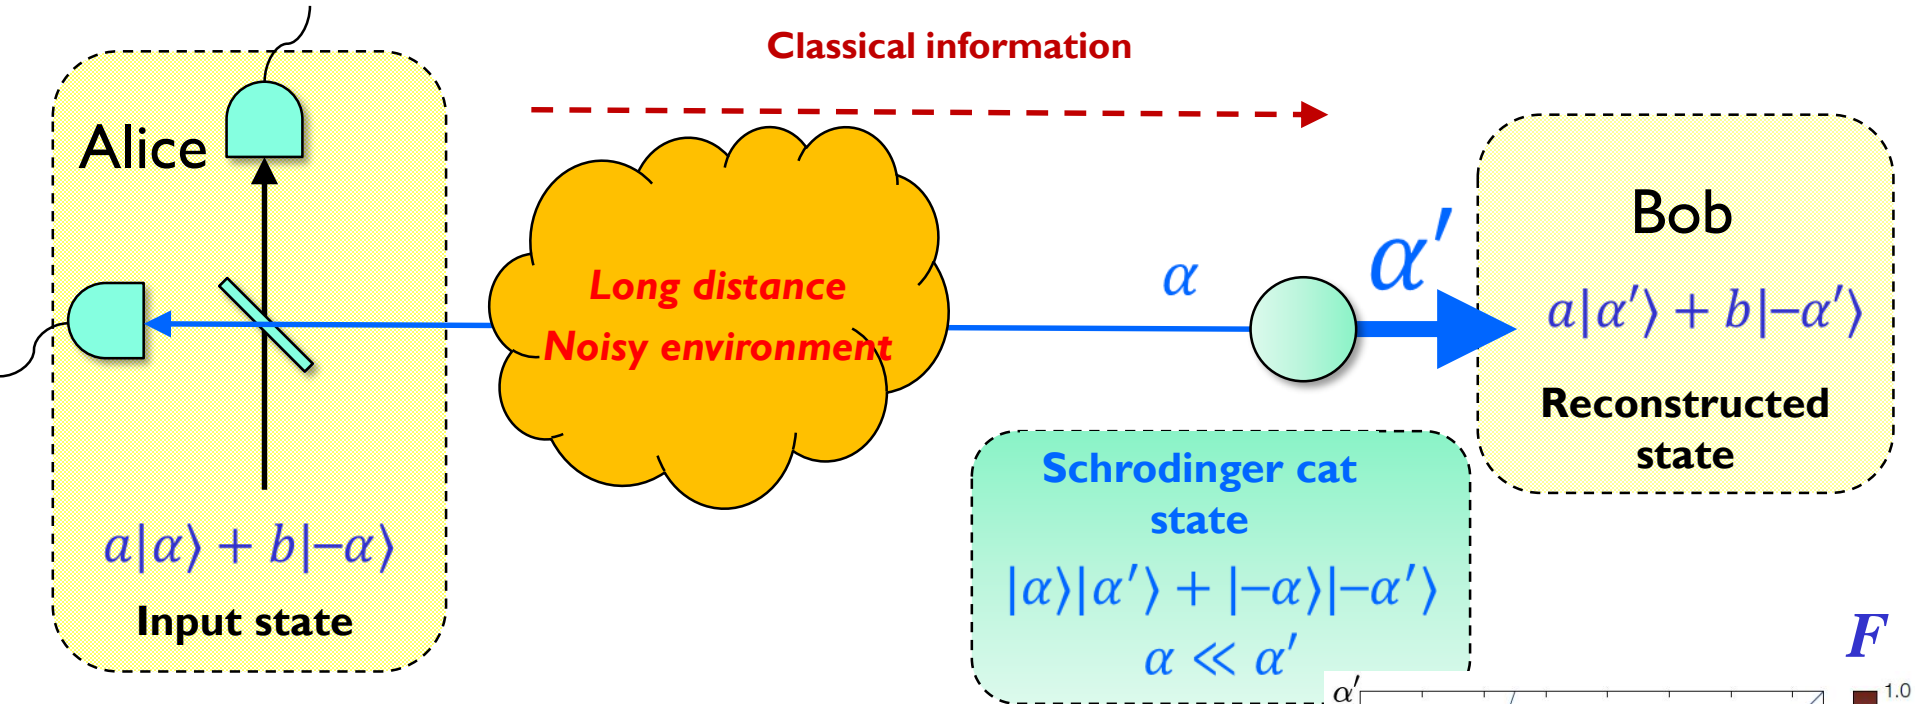 Classical information
Alice
Bob
α
α′
Long distance
Noisy environment
a|α′⟩ + b|−α′⟩
Reconstructed
state
Schrodinger cat
state
a|α⟩ + b|−α⟩
|α⟩|α′⟩ + |−α⟩|−α′⟩
Input state
α ≪ α′
F
α′
1.0